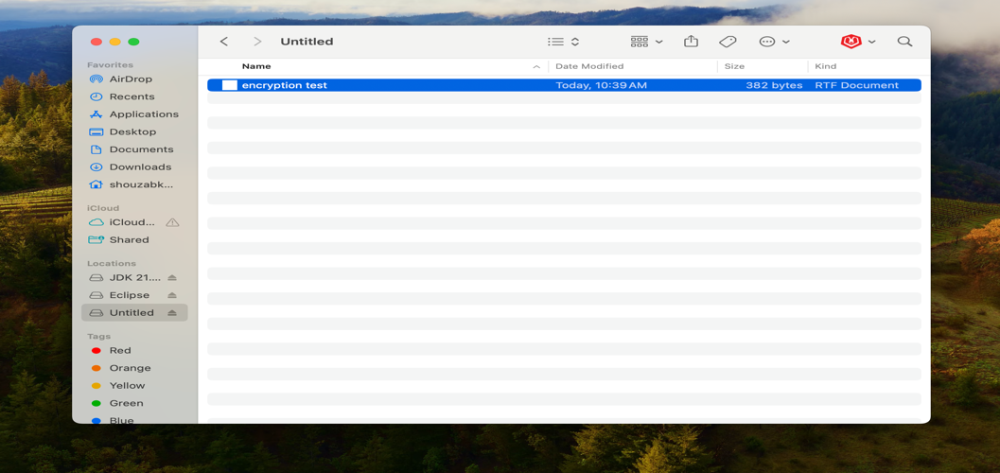 Untitled
Favorites
AirDrop
Recents
Applications
Desktop
Documents
Downloads
shouzabk...
iCloud
iCloud...
Shared
Locations
JDK 21....
Eclipse
Untitled
Tags
Red
Orange
Yellow
Green
Blue
Name Date Modified Size Kind
encryption test Today, 10:39 AM 382 bytes RTF Document